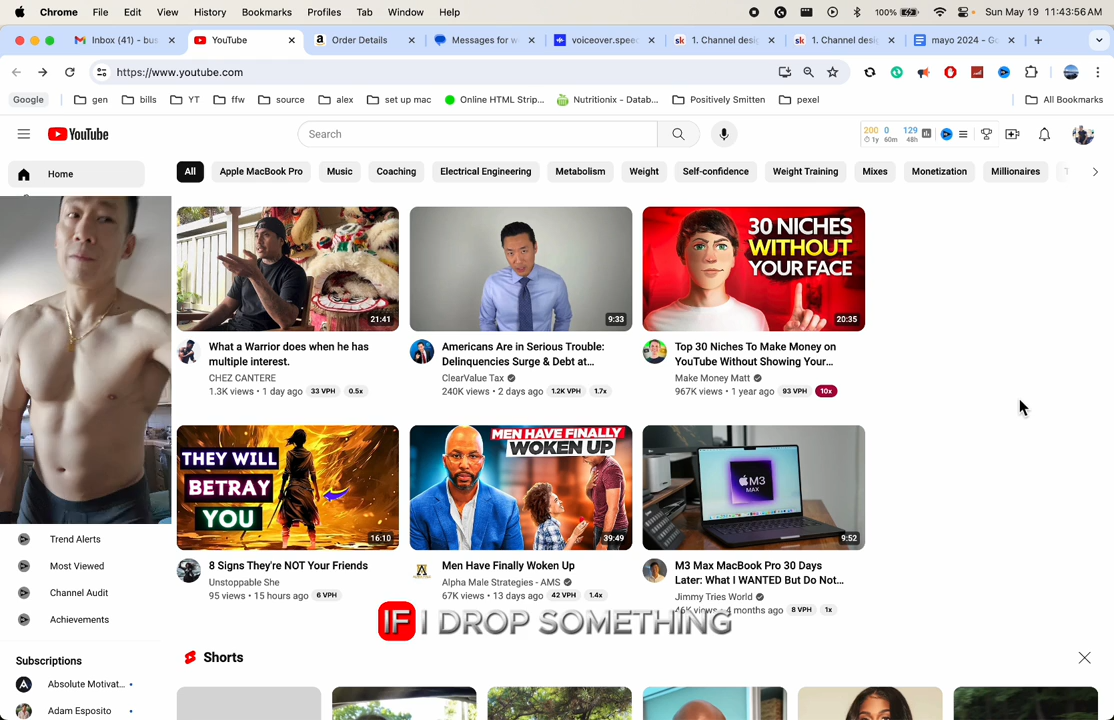 Chrome File Edit View History Bookmarks Profiles Tab Window Help 100% Sun May 19 11:43:56 AM
Inbox (41) - bus YouTube Order Details Messages for w voiceover.spee 1. Channel desig 1. Channel desig mayo 2024 - Go
https://www.youtube.com
Google gen bills YT ffw source alex set up mac Online HTML Strip... Nutritionix - Datab... Positively Smitten pexel All Bookmarks
YouTube Search 200 0 129
1y 60m 48h
Home All Apple MacBook Pro Music Coaching Electrical Engineering Metabolism Weight Self-confidence Weight Training Mixes Monetization Millionaires
30 NICHES
WITHOUT
YOUR FACE
21:41 9:33 20:35
What a Warrior does when he has
multiple interest.
CHEZ CANTERE
1.3K views • 1 day ago 33 VPH 0.5x
Americans Are in Serious Trouble:
Delinquencies Surge & Debt at...
ClearValue Tax
240K views • 2 days ago 1.2K VPH 1.7x
Top 30 Niches To Make Money on
YouTube Without Showing Your...
Make Money Matt
967K views • 1 year ago 93 VPH 10x
THEY WILL
BETRAY
YOU
16:10
MEN HAVE FINALLY
WOKEN UP
39:49
M3
MAX
9:52
8 Signs They're NOT Your Friends
Unstoppable She
95 views • 15 hours ago 6 VPH
Men Have Finally Woken Up
Alpha Male Strategies - AMS
67K views • 13 days ago 42 VPH 1.4x
M3 Max MacBook Pro 30 Days
Later: What I WANTED But Do Not...
Jimmy Tries World
46K views • 4 months ago 8 VPH 1x
Trend Alerts
Most Viewed
Channel Audit
Achievements
IF I DROP SOMETHING
Subscriptions
Absolute Motivat...
Adam Esposito
Shorts